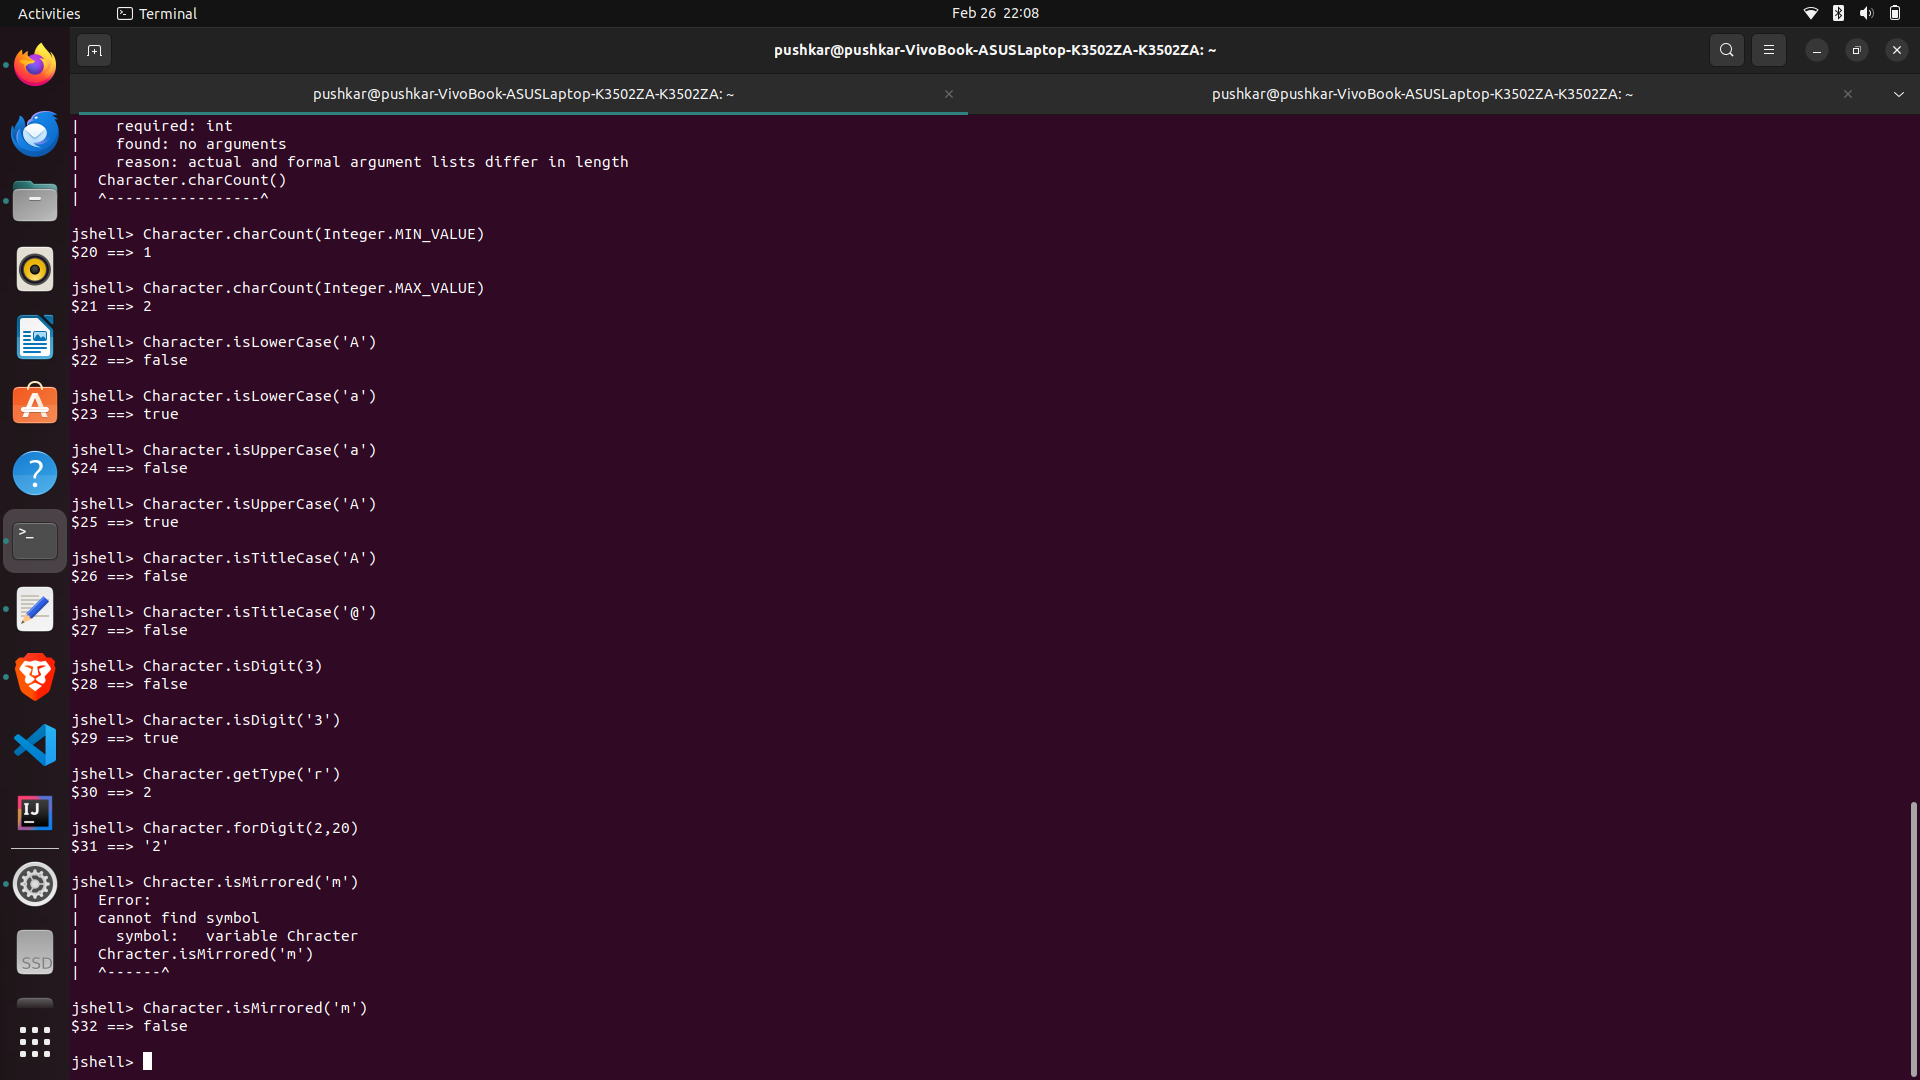 Activities
Terminal
Feb 26 22:08
pushkar@pushkar-VivoBook-ASUSLaptop-K3502ZA-K3502ZA: ~
pushkar@pushkar-VivoBook-ASUSLaptop-K3502ZA-K3502ZA: ~
pushkar@pushkar-VivoBook-ASUSLaptop-K3502ZA-K3502ZA: ~
|    required: int
|    found: no arguments
|    reason: actual and formal argument lists differ in length
|  Character.charCount()
|  ^-----------------^
jshell> Character.charCount(Integer.MIN_VALUE)
$20 ==> 1
jshell> Character.charCount(Integer.MAX_VALUE)
$21 ==> 2
jshell> Character.isLowerCase('A')
$22 ==> false
jshell> Character.isLowerCase('a')
$23 ==> true
jshell> Character.isUpperCase('a')
$24 ==> false
jshell> Character.isUpperCase('A')
$25 ==> true
jshell> Character.isTitleCase('A')
$26 ==> false
jshell> Character.isTitleCase('@')
$27 ==> false
jshell> Character.isDigit(3)
$28 ==> false
jshell> Character.isDigit('3')
$29 ==> true
jshell> Character.getType('r')
$30 ==> 2
jshell> Character.forDigit(2,20)
$31 ==> '2'
jshell> Chracter.isMirrored('m')
|  Error:
|  cannot find symbol
|    symbol:   variable Chracter
|  Chracter.isMirrored('m')
|  ^------^
jshell> Character.isMirrored('m')
$32 ==> false
jshell>
>_
IJ
SSD